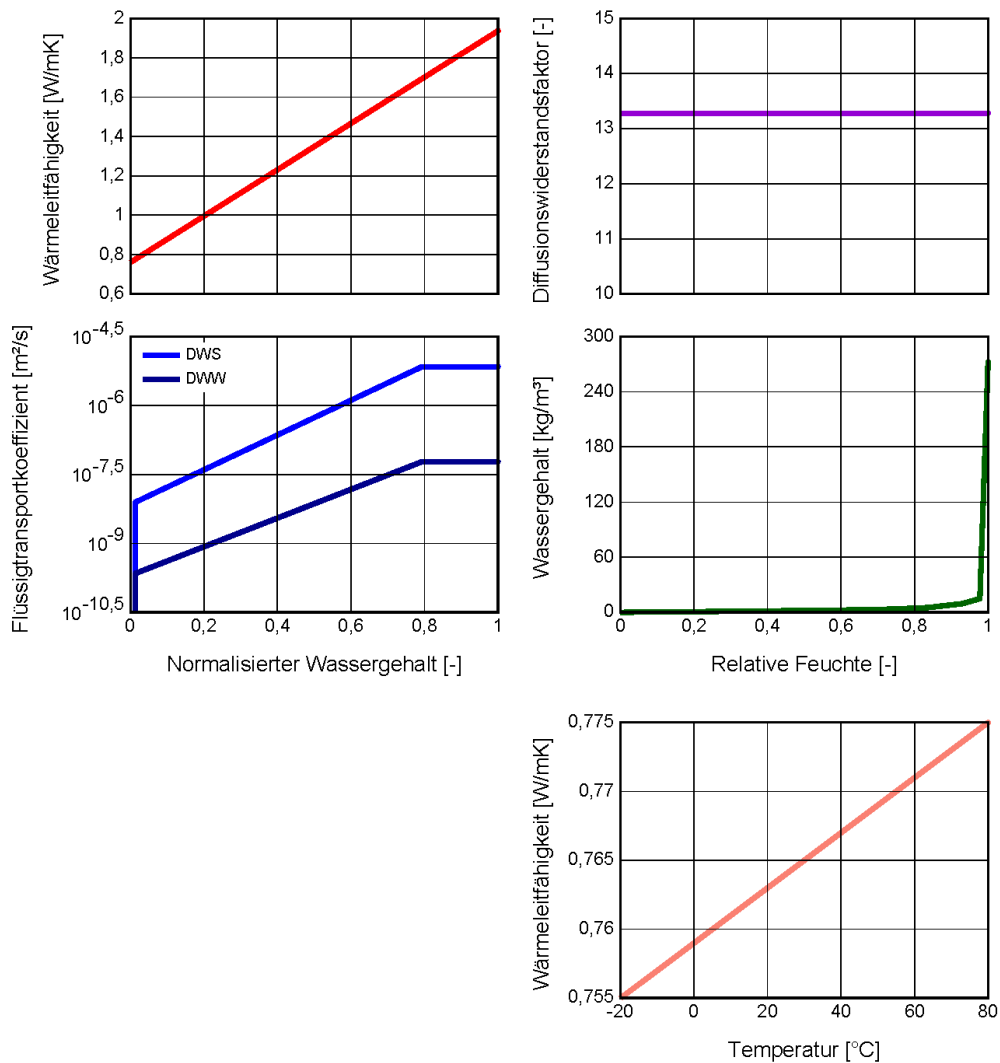 Wärmeleitfähigkeit [W/mK]
2
1,8
1,6
1,4
1,2
1
0,8
0,6
Diffusionswiderstandsfaktor [-]
15
14
13
12
11
10
Flüssigtransportkoeffizient [m²/s]
10⁻⁴,⁵
10⁻⁶
10⁻⁷,⁵
10⁻⁹
10⁻¹⁰,⁵
DWS
DWW
0 0,2 0,4 0,6 0,8 1
Normalisierter Wassergehalt [-]
Wassergehalt [kg/m³]
300
240
180
120
60
0
0 0,2 0,4 0,6 0,8 1
Relative Feuchte [-]
Wärmeleitfähigkeit [W/mK]
0,775
0,77
0,765
0,76
0,755
-20 0 20 40 60 80
Temperatur [°C]